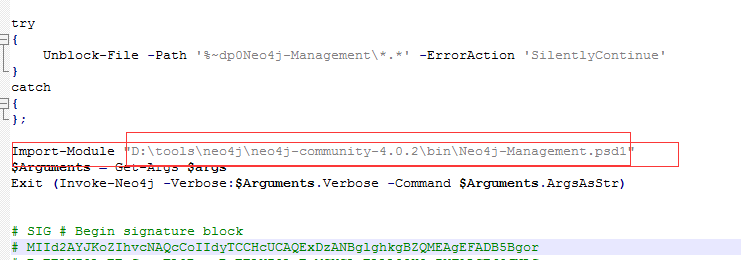 try
{
Unblock-File -Path '%~dp0Neo4j-Management\*.*' -ErrorAction 'SilentlyContinue'
}
catch
{
};
Import-Module "D:\tools\neo4j\neo4j-community-4.0.2\bin\Neo4j-Management.psd1"
$Arguments = Get-Args $args
Exit (Invoke-Neo4j -Verbose:$Arguments.Verbose -Command $Arguments.ArgsAsStr)
# SIG # Begin signature block
# MIId2AYJKoZIhvcNAQcCoIIdyTCCHcUCAQExDzANBglghkgBZQMEAgEFADB5Bgor